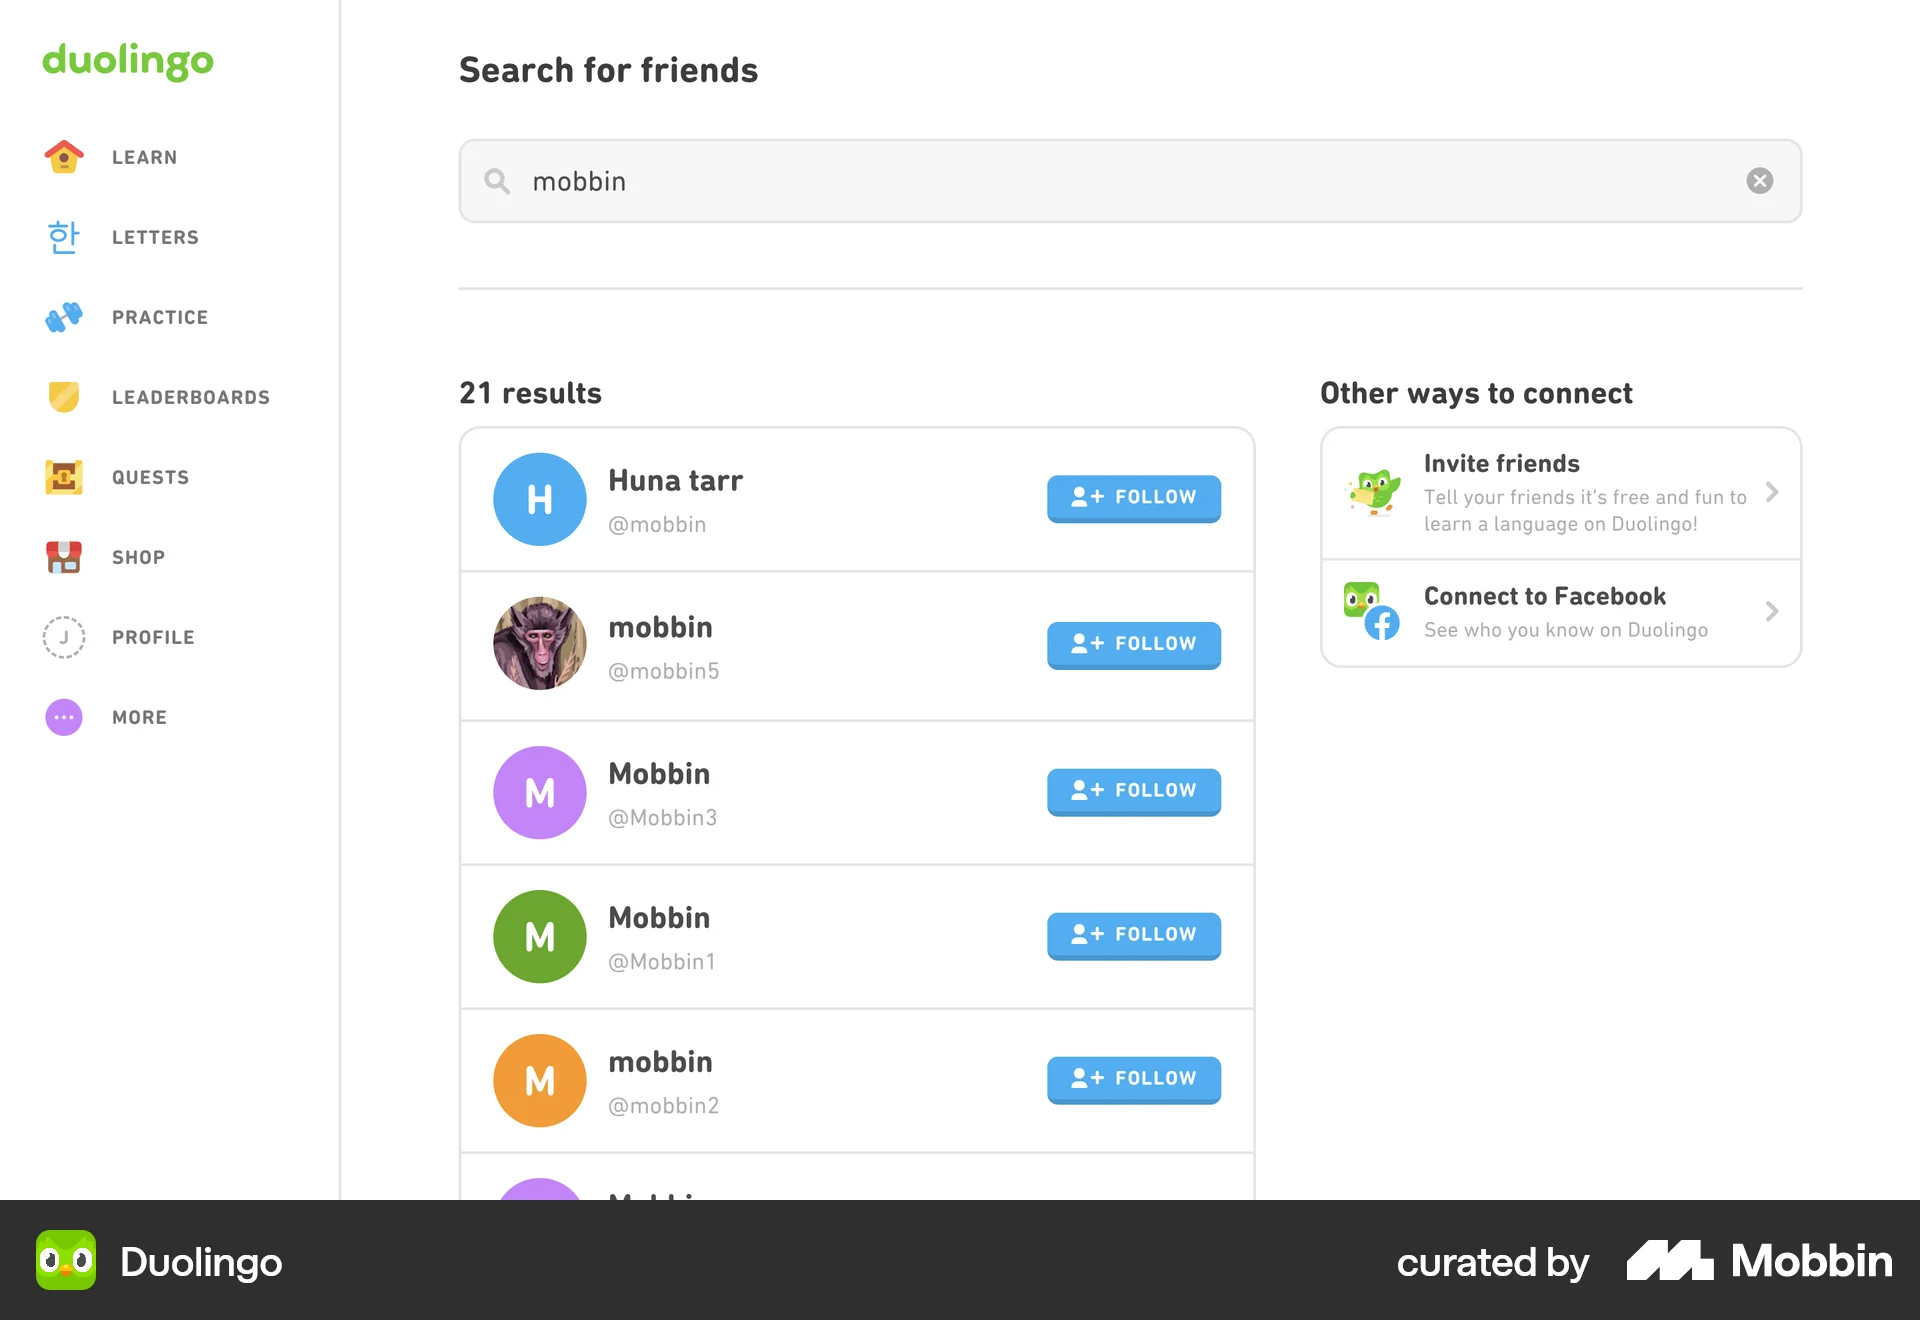 duolingo
LEARN
한
LETTERS
PRACTICE
LEADERBOARDS
QUESTS
SHOP
J
PROFILE
MORE
Search for friends
mobbin
21 results
H
Huna tarr
@mobbin
FOLLOW
mobbin
@mobbin5
FOLLOW
M
Mobbin
@Mobbin3
FOLLOW
M
Mobbin
@Mobbin1
FOLLOW
M
mobbin
@mobbin2
FOLLOW
Other ways to connect
Invite friends
Tell your friends it's free and fun to
learn a language on Duolingo!
Connect to Facebook
See who you know on Duolingo
Duolingo
curated by Mobbin